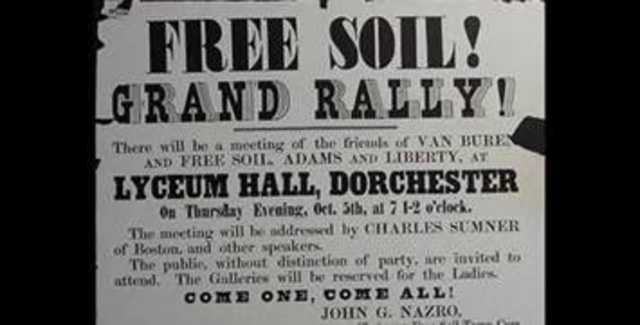 FREE SOIL!
GRAND RALLY!
There will be a meeting of the friends of VAN BURE
AND FREE SOIL, ADAMS AND LIBERTY, AT
LYCEUM HALL, DORCHESTER
On Thursday Evening, Oct. 5th, at 7 1-2 o'clock.
The meeting will be addressed by CHARLES SUMNER
of Boston, and other speakers.
The public, without distinction of party, are invited to
attend. The Galleries will be reserved for the Ladies.
COME ONE, COME ALL!
JOHN G. NAZRO,